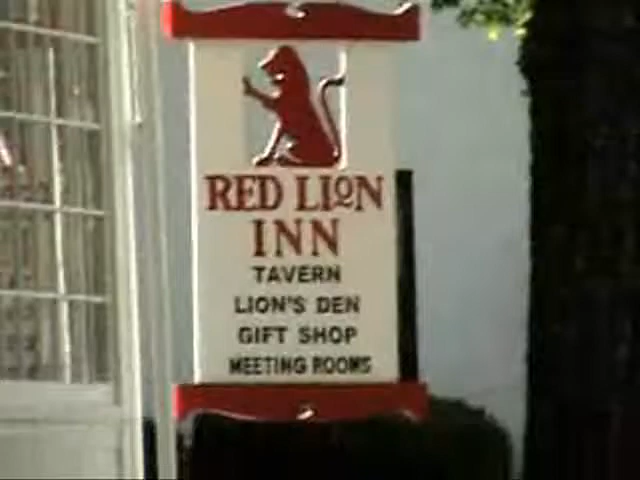 RED LION
INN
TAVERN
LION'S DEN
GIFT SHOP
MEETING ROOMS